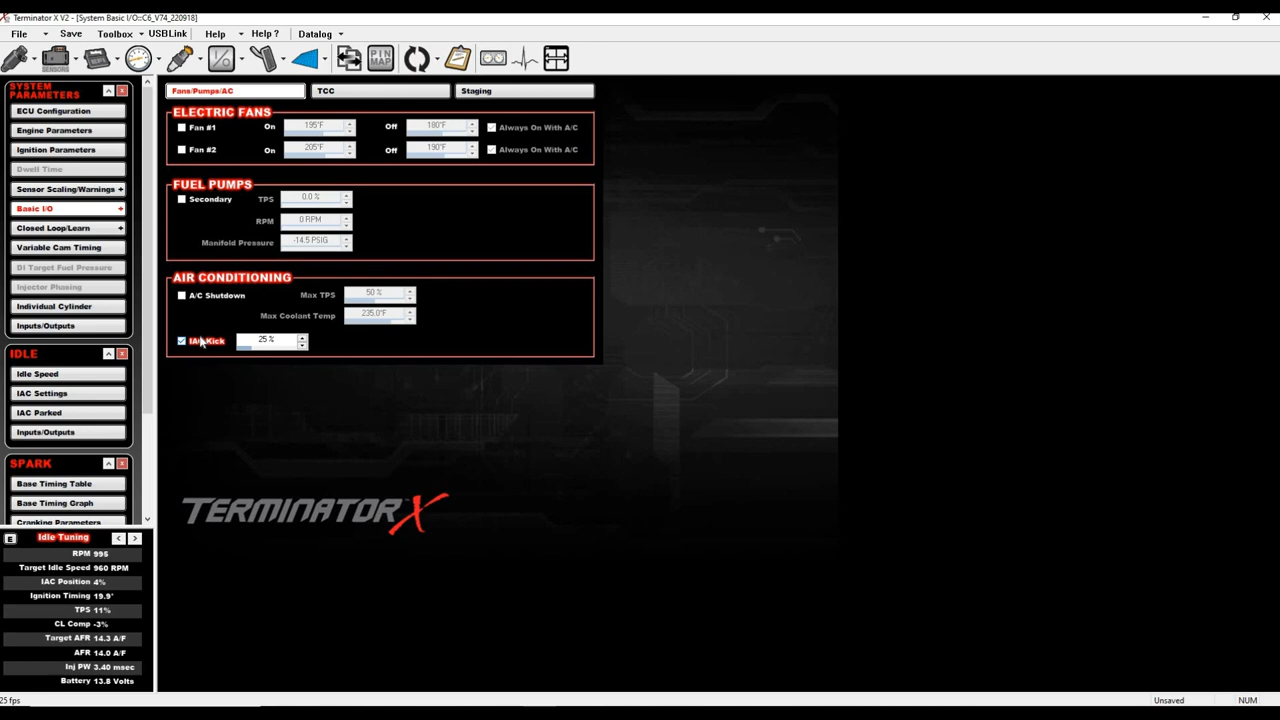 Terminator X V2 - [System Basic I/O::C6_V74_220918]
File Save Toolbox USBLink Help Help ? Datalog
SENSORS I/O PIN MAP
SYSTEM PARAMETERS
ECU Configuration
Engine Parameters
Ignition Parameters
Dwell Time
Sensor Scaling/Warnings +
Basic I/O +
Closed Loop/Learn +
Variable Cam Timing
DI Target Fuel Pressure
Injector Phasing
Individual Cylinder
Inputs/Outputs
IDLE
Idle Speed
IAC Settings
IAC Parked
Inputs/Outputs
SPARK
Base Timing Table
Base Timing Graph
Cranking Parameters
E Idle Tuning < >
RPM 995
Target Idle Speed 960 RPM
IAC Position 4%
Ignition Timing 19.9°
TPS 11%
CL Comp -3%
Target AFR 14.3 A/F
AFR 14.0 A/F
Inj PW 3.40 msec
Battery 13.8 Volts
Fans/Pumps/AC TCC Staging
ELECTRIC FANS
Fan #1 On 195°F Off 180°F Always On With A/C
Fan #2 On 205°F Off 190°F Always On With A/C
FUEL PUMPS
Secondary TPS 0.0 %
RPM 0 RPM
Manifold Pressure -14.5 PSIG
AIR CONDITIONING
A/C Shutdown Max TPS 50 %
Max Coolant Temp 235.0°F
IAC Kick 25 %
TERMINATOR X
25 fps Unsaved NUM